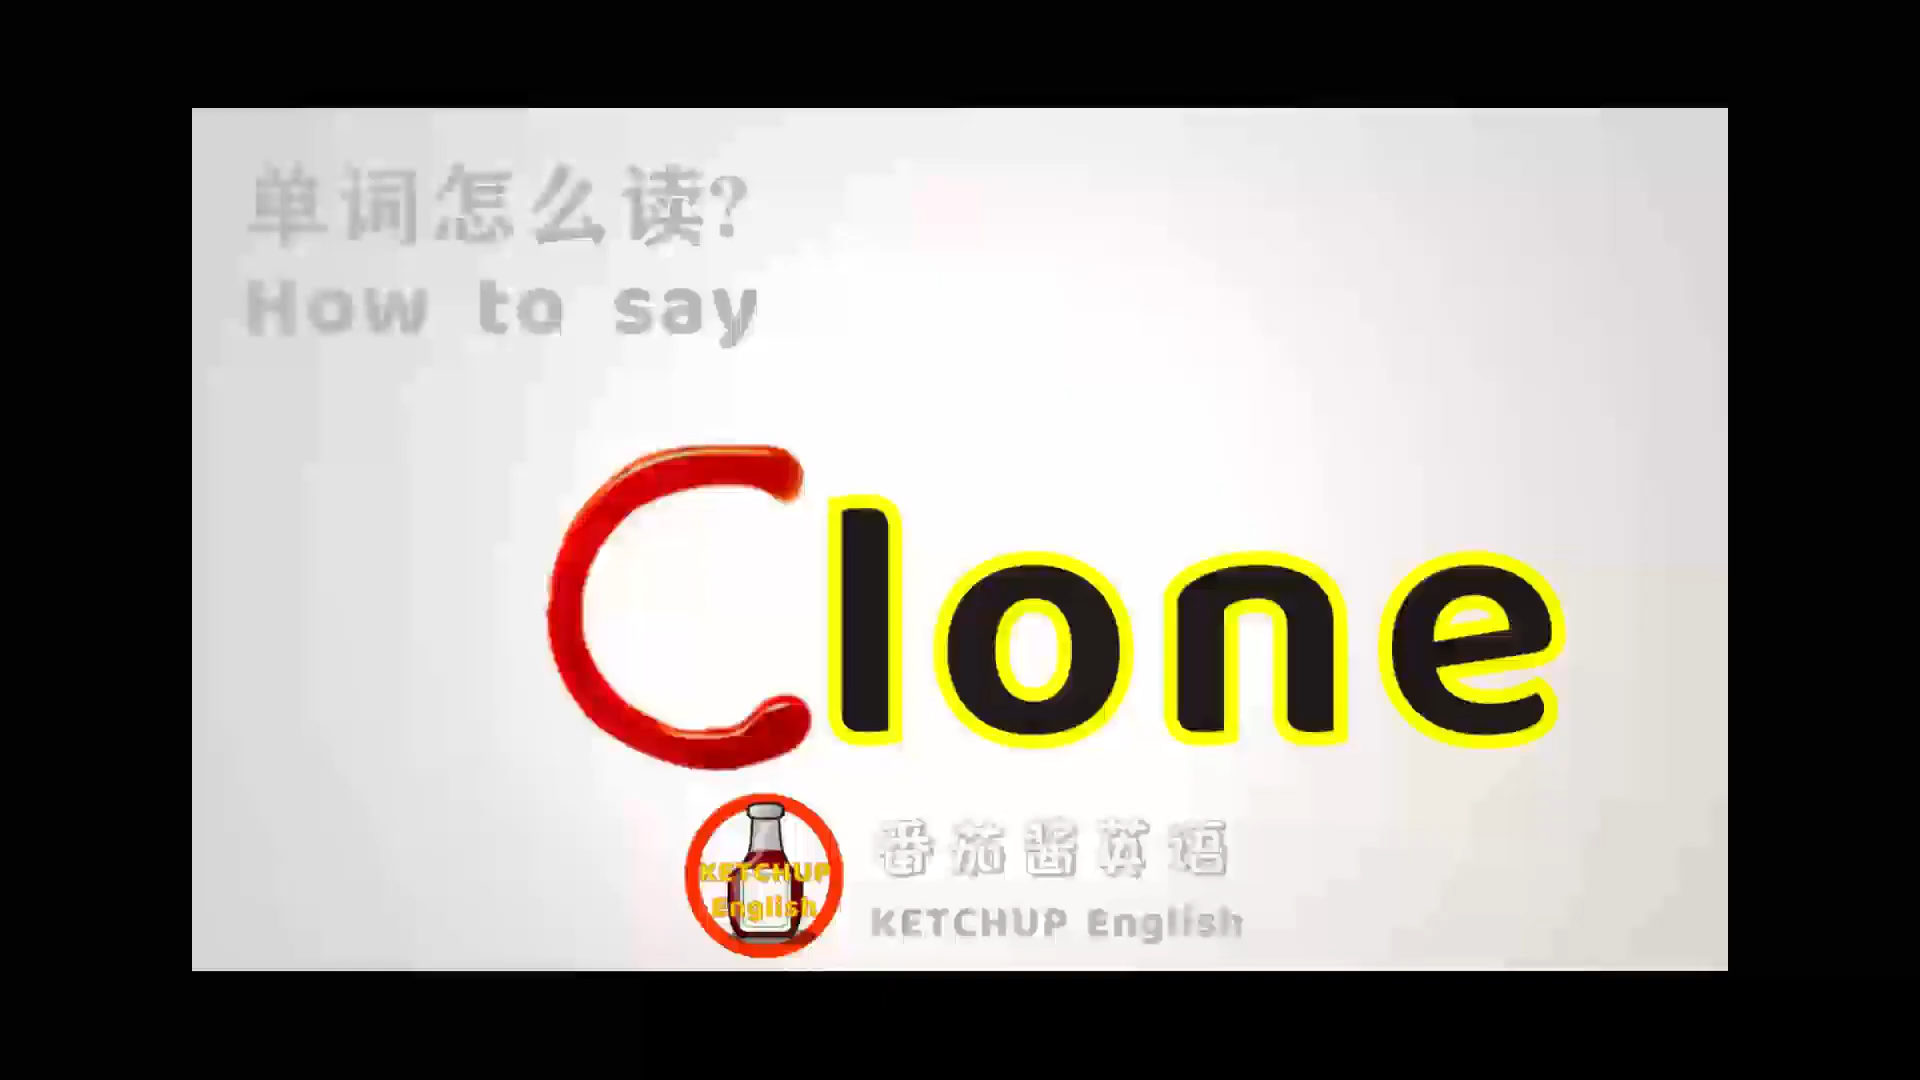 单词怎么读?
How to say
Clone
KETCHUP
English
番茄酱英语
KETCHUP English